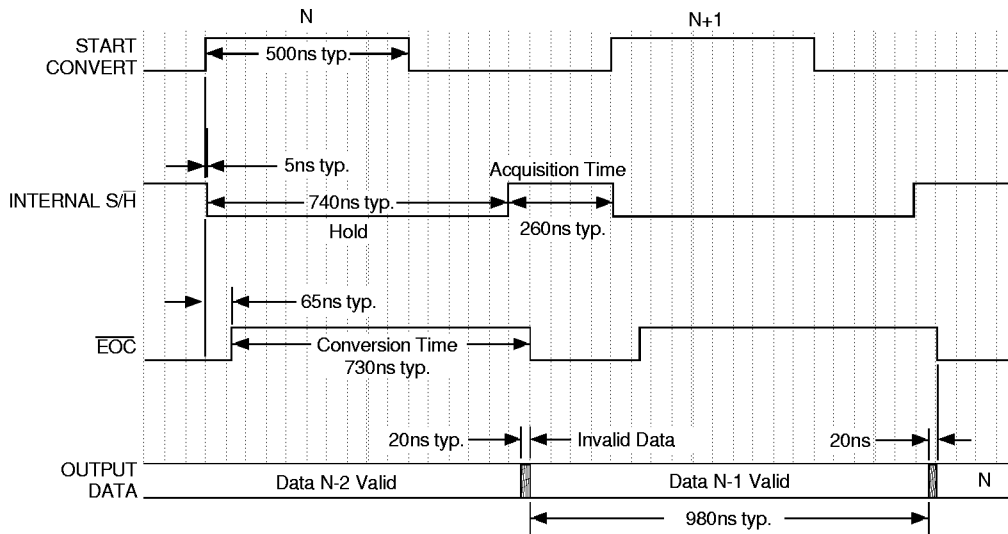 N
N+1
START
CONVERT
500ns typ.
5ns typ.
Acquisition Time
INTERNAL S/H̅
740ns typ.
Hold
260ns typ.
65ns typ.
E̅O̅C̅
Conversion Time
730ns typ.
20ns typ.
Invalid Data
20ns
OUTPUT
DATA
Data N-2 Valid
Data N-1 Valid
N
980ns typ.